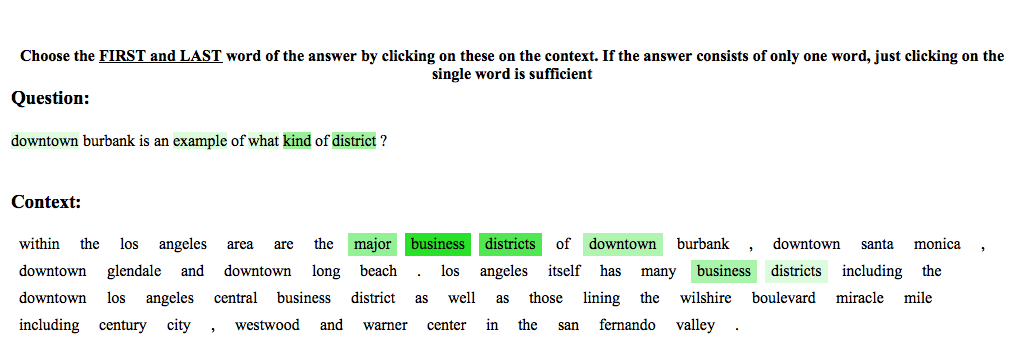 Choose the FIRST and LAST word of the answer by clicking on these on the context. If the answer consists of only one word, just clicking on the
single word is sufficient
Question:
downtown burbank is an example of what kind of district ?
Context:
within the los angeles area are the major business districts of downtown burbank , downtown santa monica ,
downtown glendale and downtown long beach . los angeles itself has many business districts including the
downtown los angeles central business district as well as those lining the wilshire boulevard miracle mile
including century city , westwood and warner center in the san fernando valley .